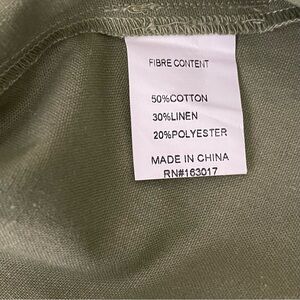 FIBRE CONTENT
50%COTTON
30%LINEN
20%POLYESTER
MADE IN CHINA
RN#163017